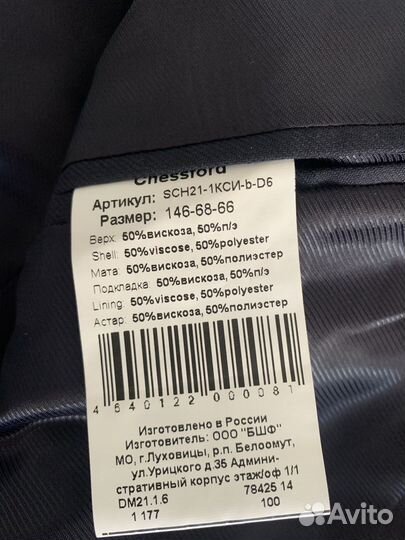 Chessford
Артикул: SCH21-1КСИ-b-D6
Размер: 146-68-66
Верх: 50%вискоза, 50%п/э
Shell: 50%viscose, 50%polyester
Мата: 50%вискоза, 50%полиэстер
Подкладка: 50%вискоза, 50%п/э
Lining: 50%viscose, 50%polyester
Астар: 50%вискоза, 50%полиэстер
4 640122 000081
Изготовлено в России
Изготовитель: ООО "БШФ"
МО, г.Луховицы, р.п. Белоомут,
ул.Урицкого д.36 Админи-
стративный корпус этаж/оф 1/1
DM21.1.6 78425 14
1 177 100
Avito